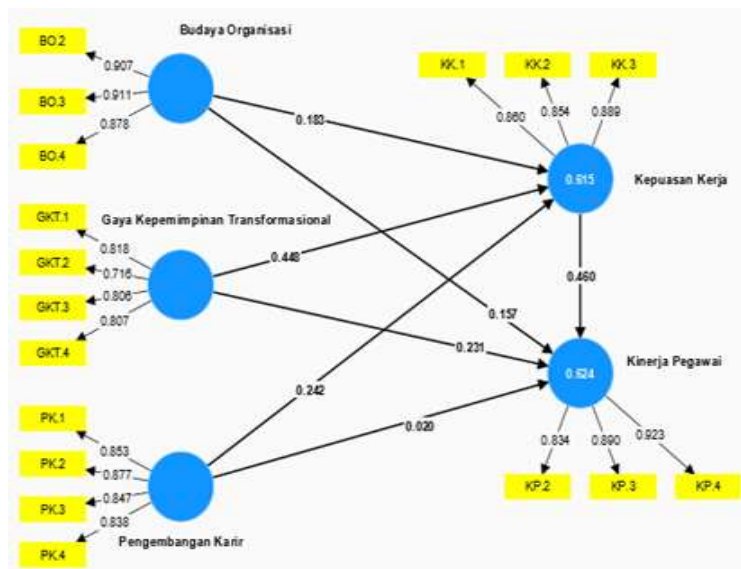 Budaya Organisasi
BO.2
0.907
BO.3
0.911
BO.4
0.878
KK.1
KK.2
KK.3
0.860
0.854
0.889
0.183
0.615
Kepuasan Kerja
GKT.1
Gaya Kepemimpinan Transformasional
0.818
GKT.2
0.716
GKT.3
0.806
GKT.4
0.807
0.448
0.460
0.157
0.231
0.242
0.624
Kinerja Pegawai
PK.1
0.853
PK.2
0.877
PK.3
0.847
PK.4
0.838
0.020
0.834
0.890
0.923
KP.2
KP.3
KP.4
Pengembangan Karir